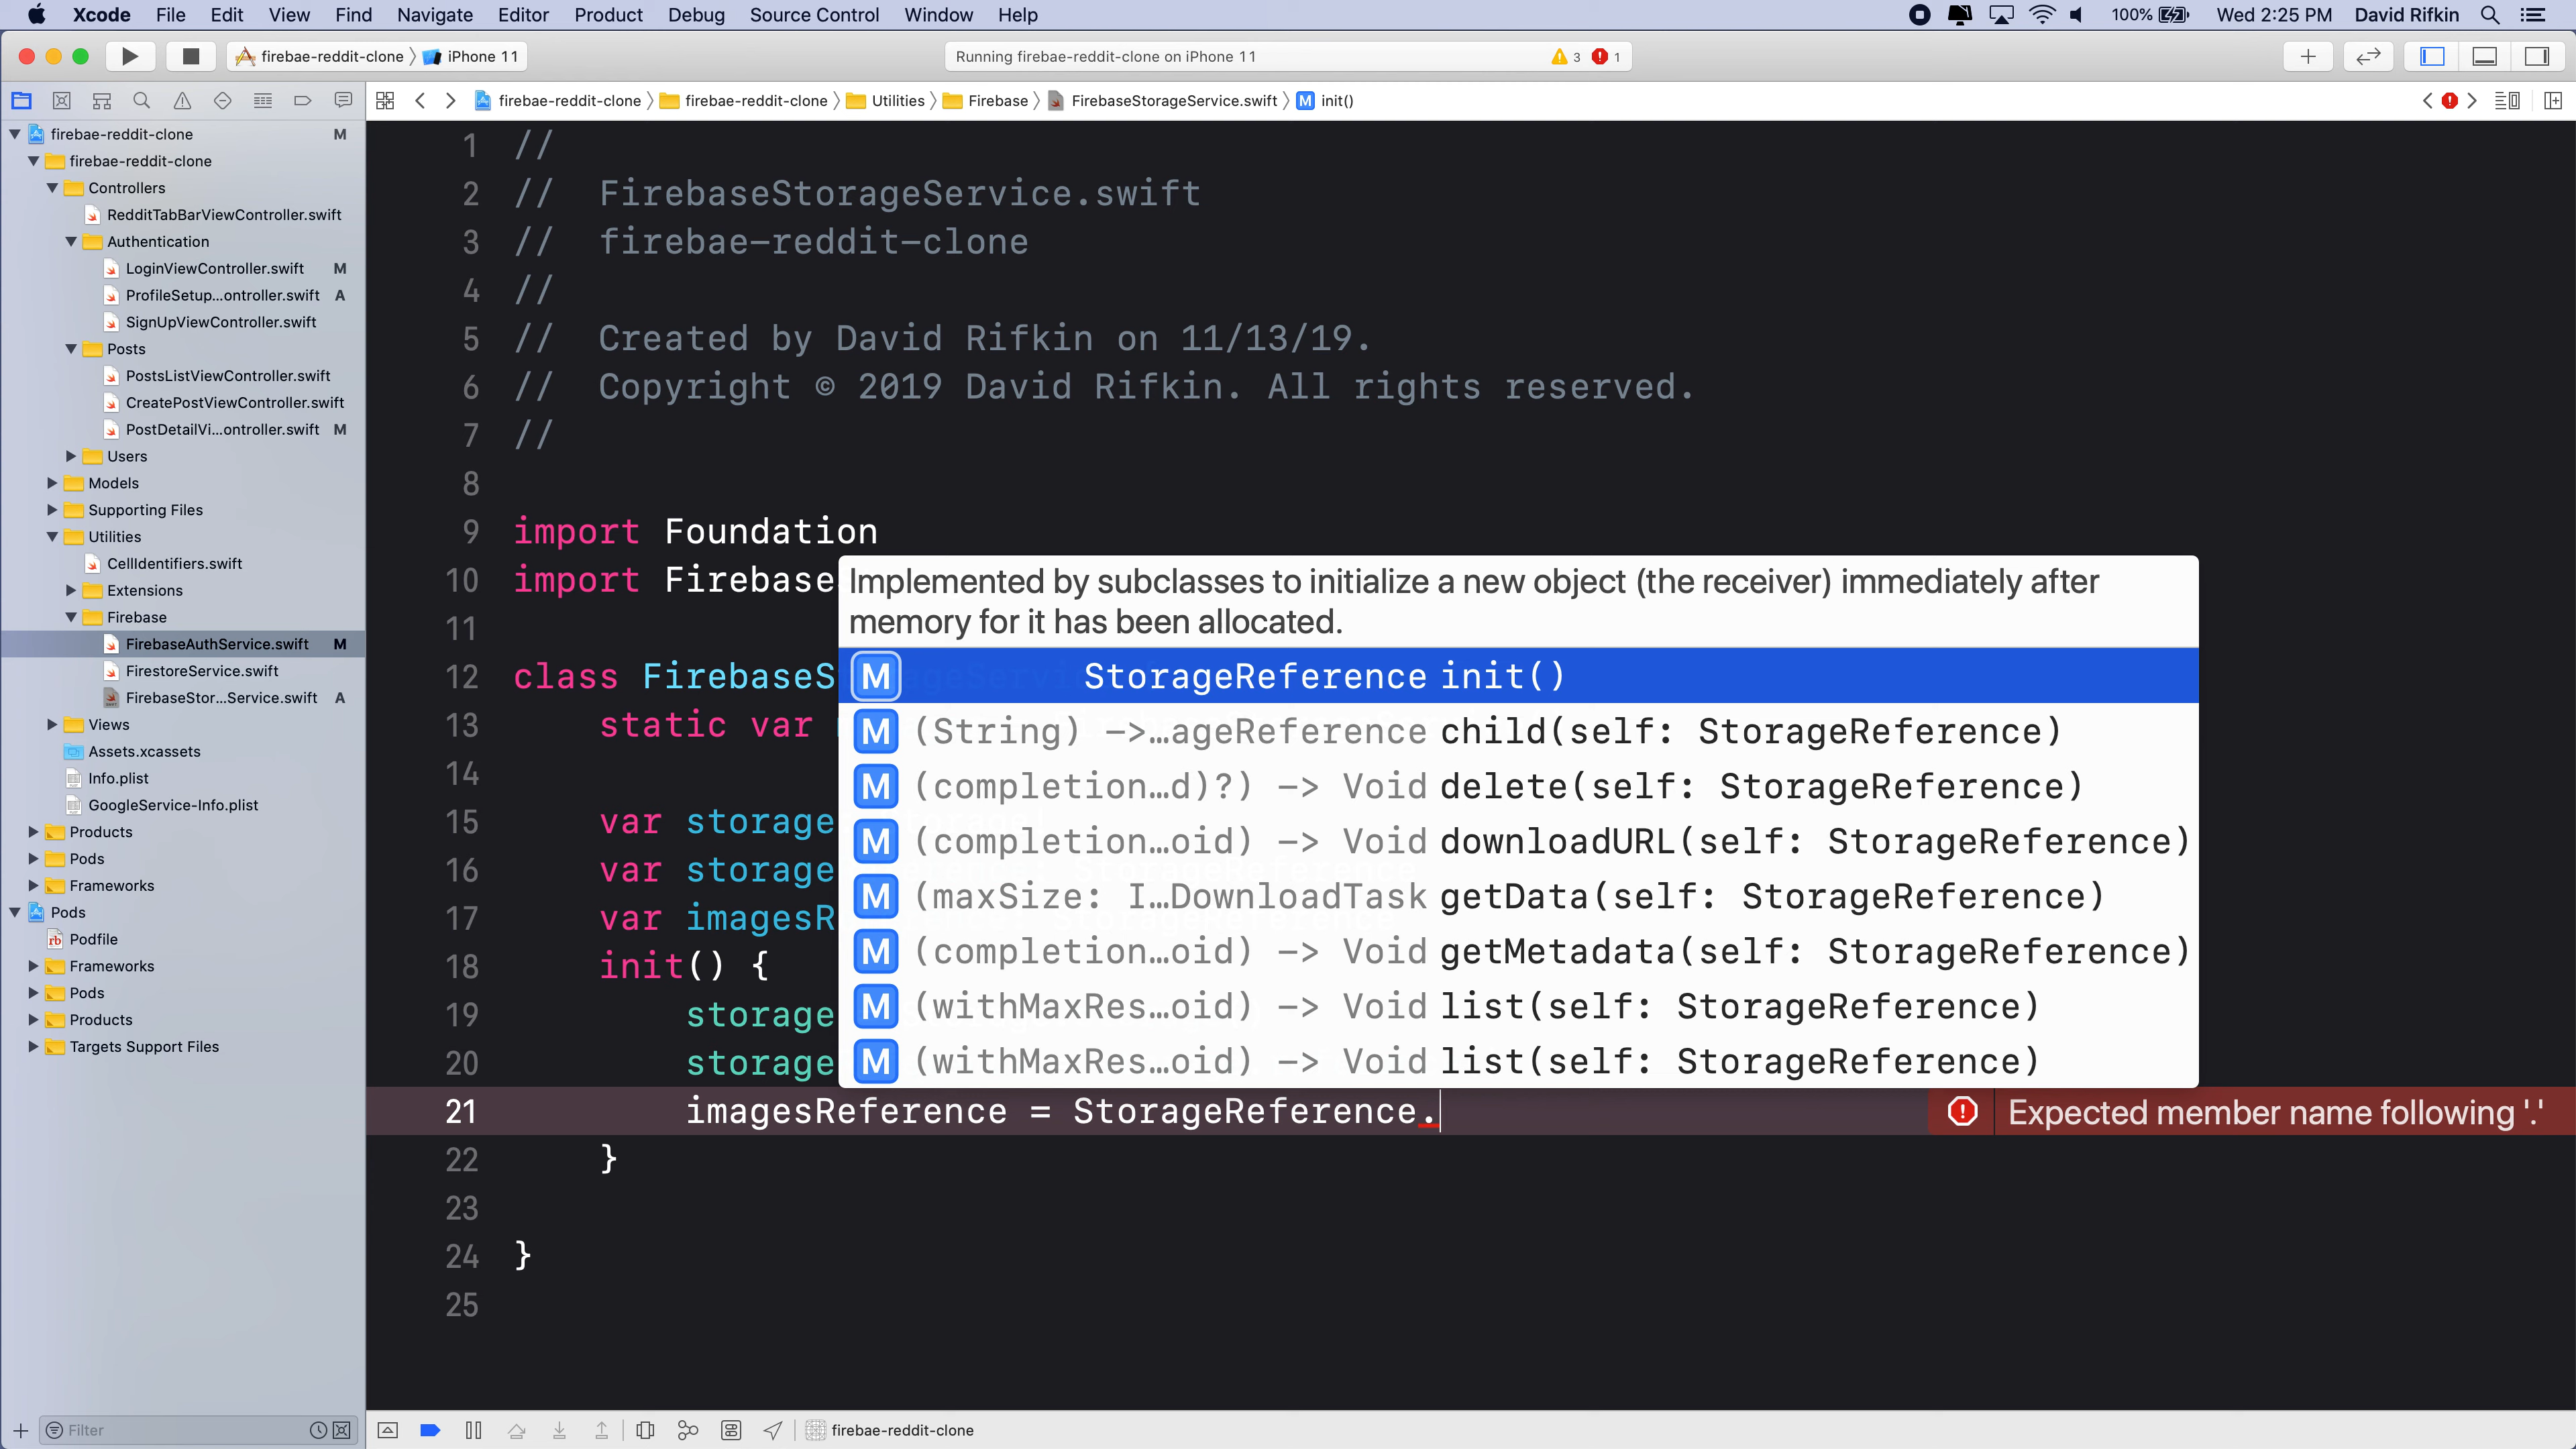 Xcode File Edit View Find Navigate Editor Product Debug Source Control Window Help 100% Wed 2:25 PM David Rifkin
firebae-reddit-clone iPhone 11 Running firebae-reddit-clone on iPhone 11 3 1
firebae-reddit-clone firebae-reddit-clone Utilities Firebase FirebaseStorageService.swift M init()
firebae-reddit-clone M
firebae-reddit-clone
Controllers
RedditTabBarViewController.swift
Authentication
LoginViewController.swift M
ProfileSetup...ontroller.swift A
SignUpViewController.swift
Posts
PostsListViewController.swift
CreatePostViewController.swift
PostDetailVi...ontroller.swift M
Users
Models
Supporting Files
Utilities
CellIdentifiers.swift
Extensions
Firebase
FirebaseAuthService.swift M
FirestoreService.swift
FirebaseStor...Service.swift A
Views
Assets.xcassets
Info.plist
GoogleService-Info.plist
Products
Pods
Frameworks
Pods
rb Podfile
Frameworks
Pods
Products
Targets Support Files
Filter
1 //
2 // FirebaseStorageService.swift
3 // firebae-reddit-clone
4 //
5 // Created by David Rifkin on 11/13/19.
6 // Copyright © 2019 David Rifkin. All rights reserved.
7 //
8
9 import Foundation
10 import Firebase
11
12 class FirebaseS
13 static var
14
15 var storage
16 var storage
17 var imagesR
18 init() {
19 storage
20 storage
21 imagesReference = StorageReference.
22 }
23
24 }
25
Implemented by subclasses to initialize a new object (the receiver) immediately after
memory for it has been allocated.
M StorageReference init()
M (String) ->...ageReference child(self: StorageReference)
M (completion...d)?) -> Void delete(self: StorageReference)
M (completion...oid) -> Void downloadURL(self: StorageReference)
M (maxSize: I...DownloadTask getData(self: StorageReference)
M (completion...oid) -> Void getMetadata(self: StorageReference)
M (withMaxRes...oid) -> Void list(self: StorageReference)
M (withMaxRes...oid) -> Void list(self: StorageReference)
Expected member name following '.'
firebae-reddit-clone